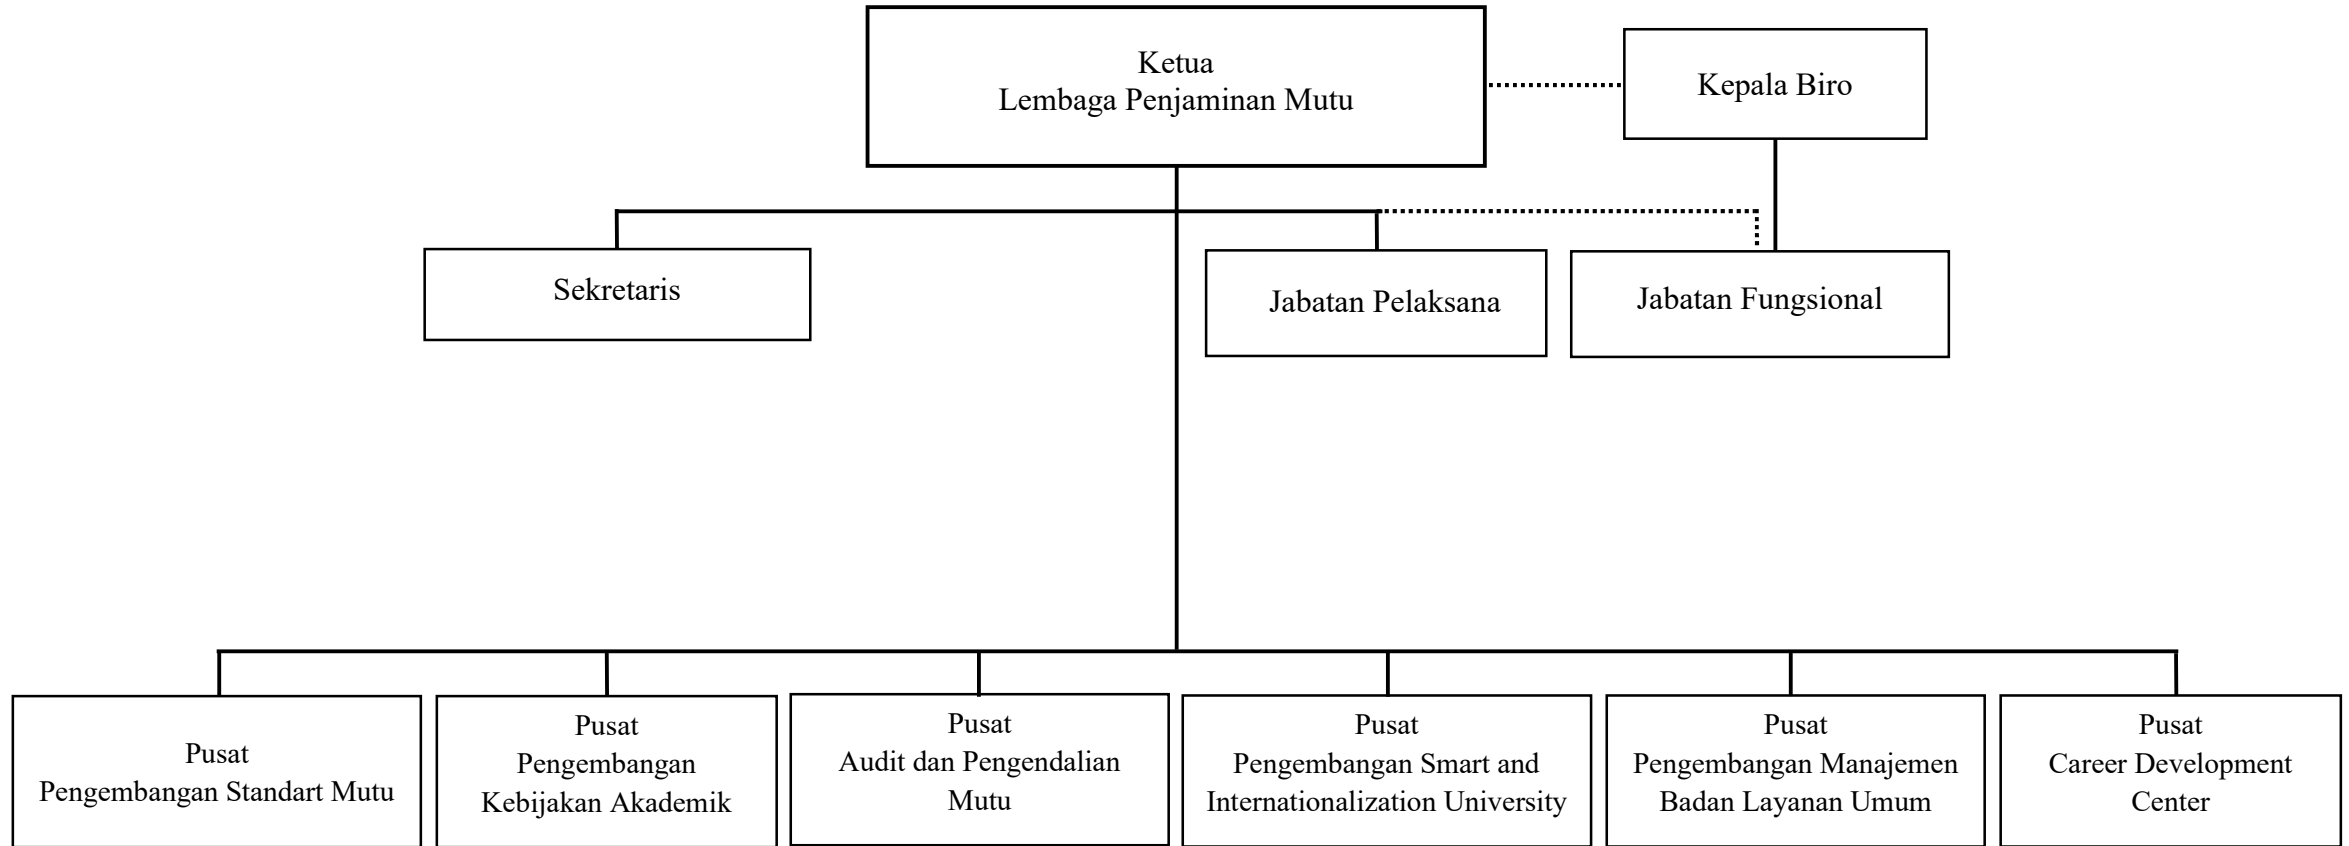 Ketua
Lembaga Penjaminan Mutu
Kepala Biro
Sekretaris
Jabatan Pelaksana
Jabatan Fungsional
Pusat
Pengembangan Standart Mutu
Pusat
Pengembangan
Kebijakan Akademik
Pusat
Audit dan Pengendalian
Mutu
Pusat
Pengembangan Smart and
Internationalization University
Pusat
Pengembangan Manajemen
Badan Layanan Umum
Pusat
Career Development
Center